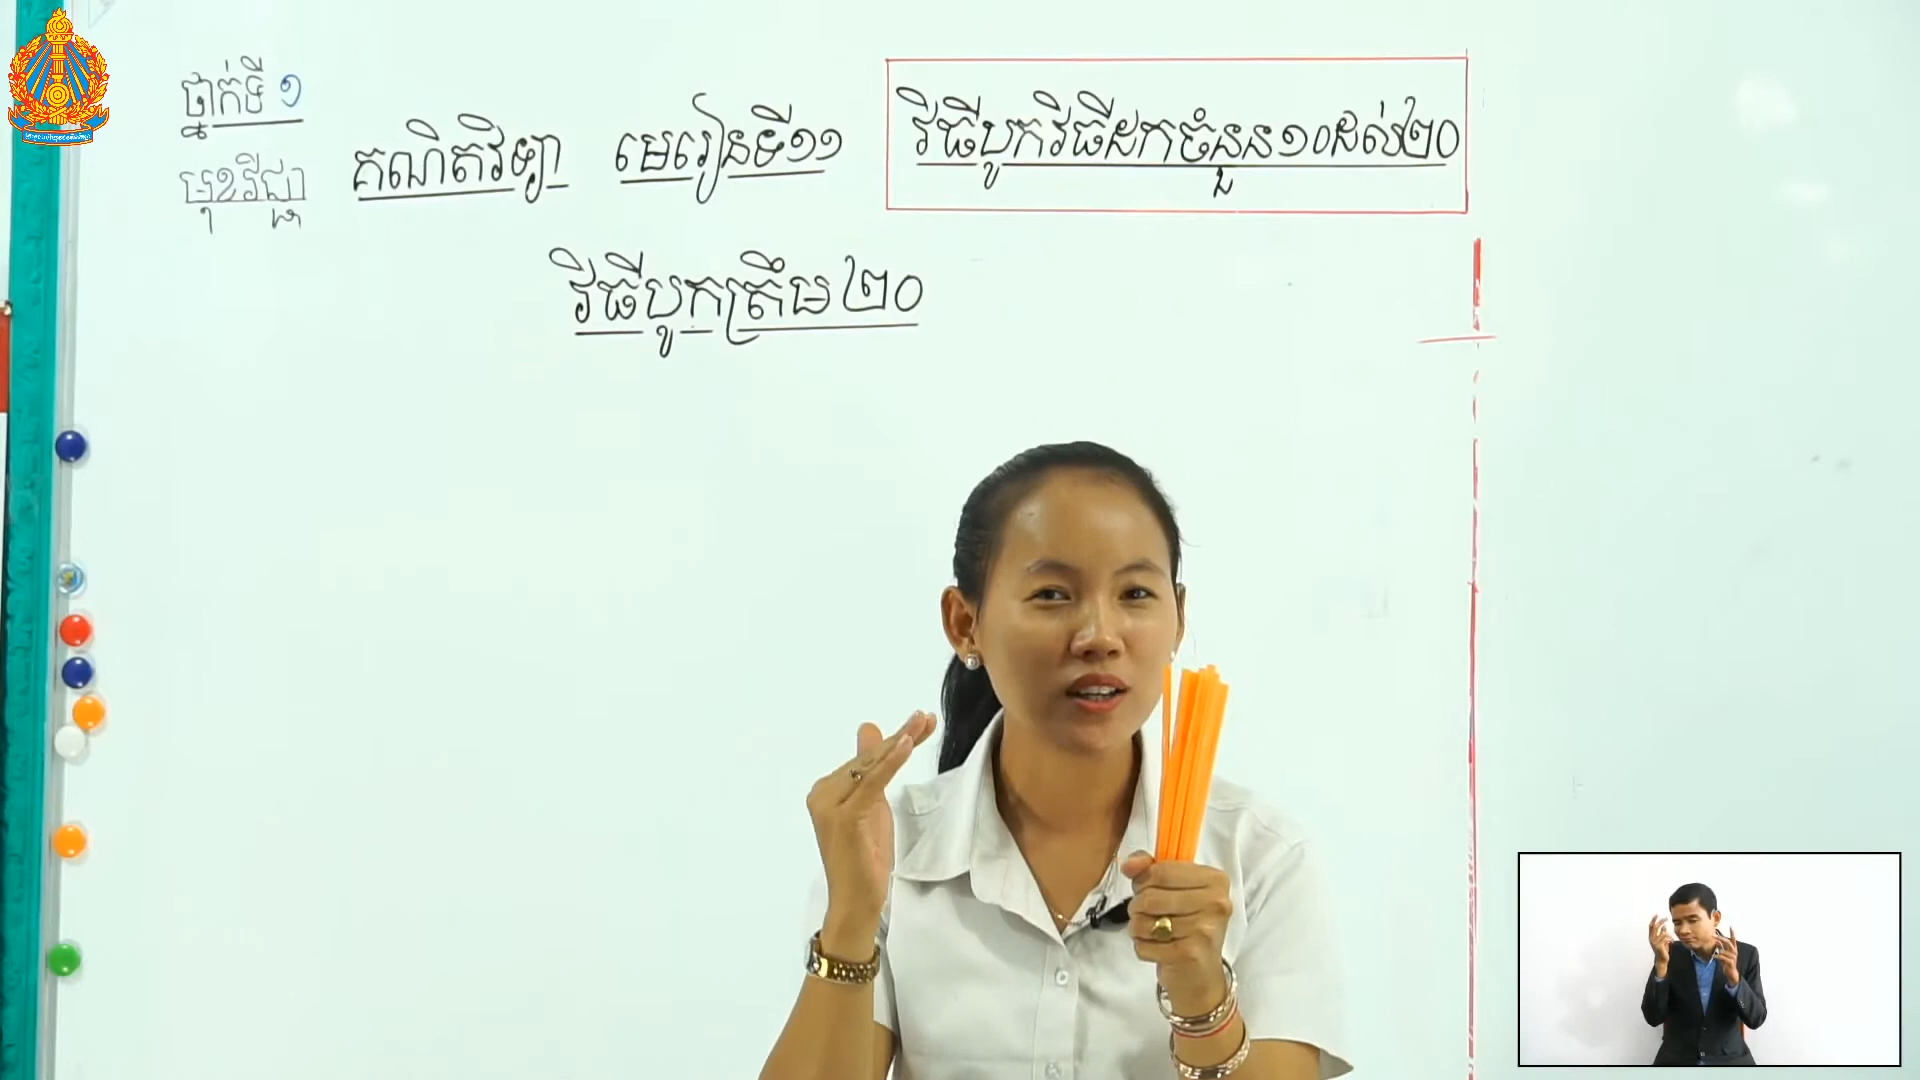 ថ្នាក់ទី ១
មុខវិជ្ជា គណិតវិទ្យា មេរៀនទី១១ វិធីបូកវិធីដកចំនួន១០ដល់២០
វិធីបូកត្រឹម ២០